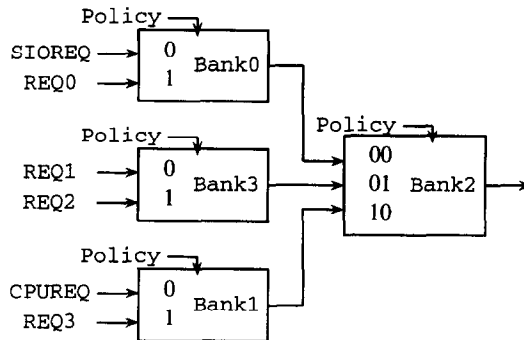 Policy
SIOREQ 0
Bank0
REQ0 1
Policy
REQ1 0
Bank3
REQ2 1
Policy
CPUREQ 0
Bank1
REQ3 1
Policy
00
01 Bank2
10